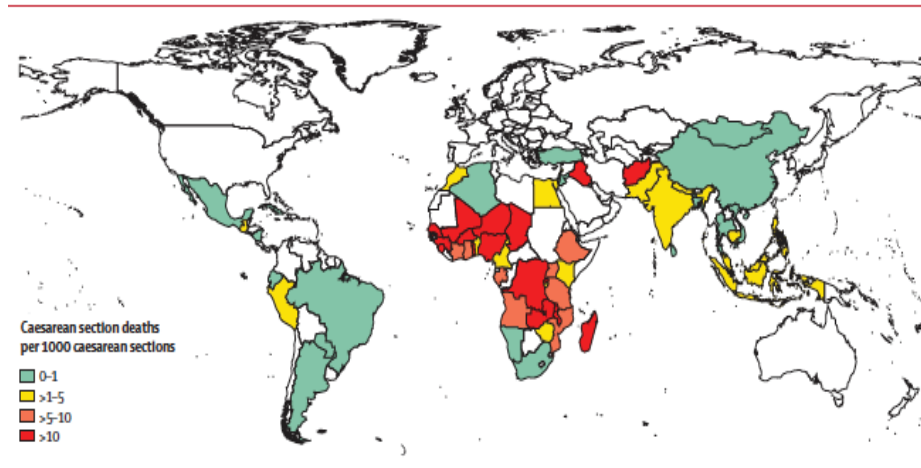 Caesarean section deaths
per 1000 caesarean sections
0–1
>1–5
>5–10
>10